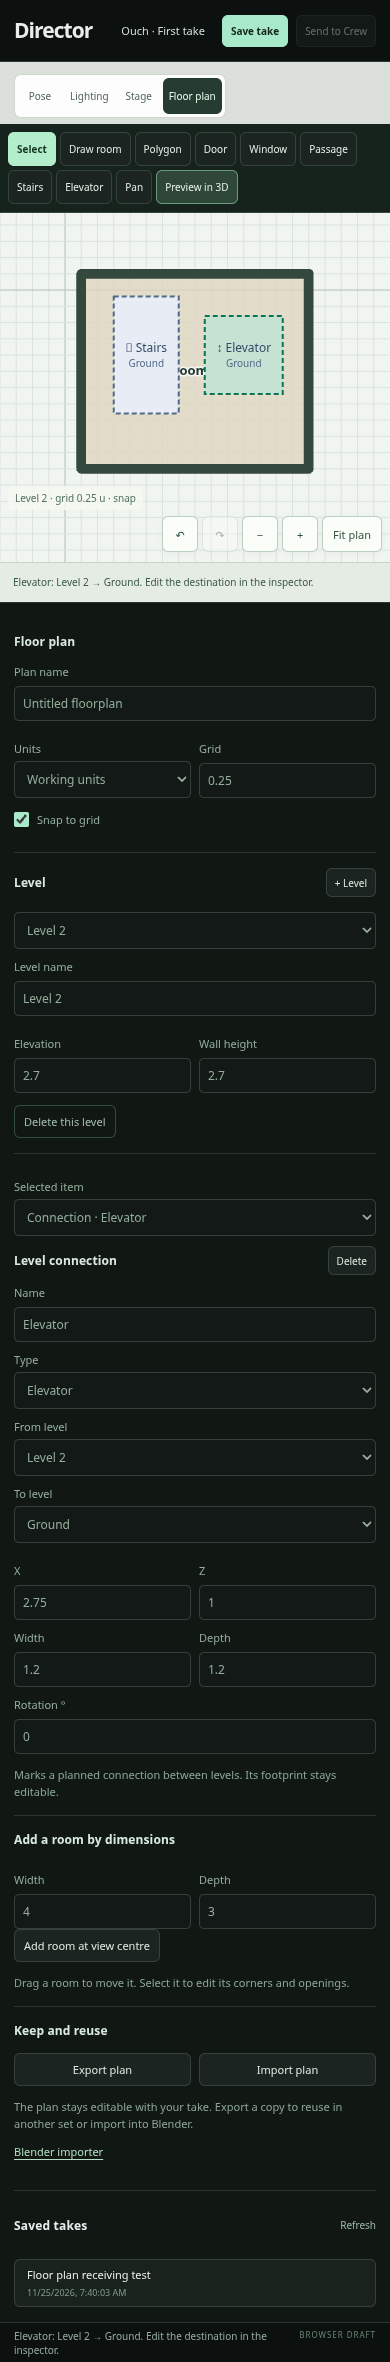 Director
Ouch · First take
Save take
Send to Crew
Pose
Lighting
Stage
Floor plan
Select
Draw room
Polygon
Door
Window
Passage
Stairs
Elevator
Pan
Preview in 3D
Stairs
Ground
↕ Elevator
Ground
Level 2 · grid 0.25 u · snap
↶
↷
−
+
Fit plan
Elevator: Level 2 → Ground. Edit the destination in the inspector.
Floor plan
Plan name
Untitled floorplan
Units
Grid
Working units
0.25
Snap to grid
Level
+ Level
Level 2
Level name
Level 2
Elevation
Wall height
2.7
2.7
Delete this level
Selected item
Connection · Elevator
Level connection
Delete
Name
Elevator
Type
Elevator
From level
Level 2
To level
Ground
X
Z
2.75
1
Width
Depth
1.2
1.2
Rotation °
0
Marks a planned connection between levels. Its footprint stays
editable.
Add a room by dimensions
Width
Depth
4
3
Add room at view centre
Drag a room to move it. Select it to edit its corners and openings.
Keep and reuse
Export plan
Import plan
The plan stays editable with your take. Export a copy to reuse in
another set or import into Blender.
Blender importer
Saved takes
Refresh
Floor plan receiving test
11/25/2026, 7:40:03 AM
Elevator: Level 2 → Ground. Edit the destination in the
inspector.
BROWSER DRAFT